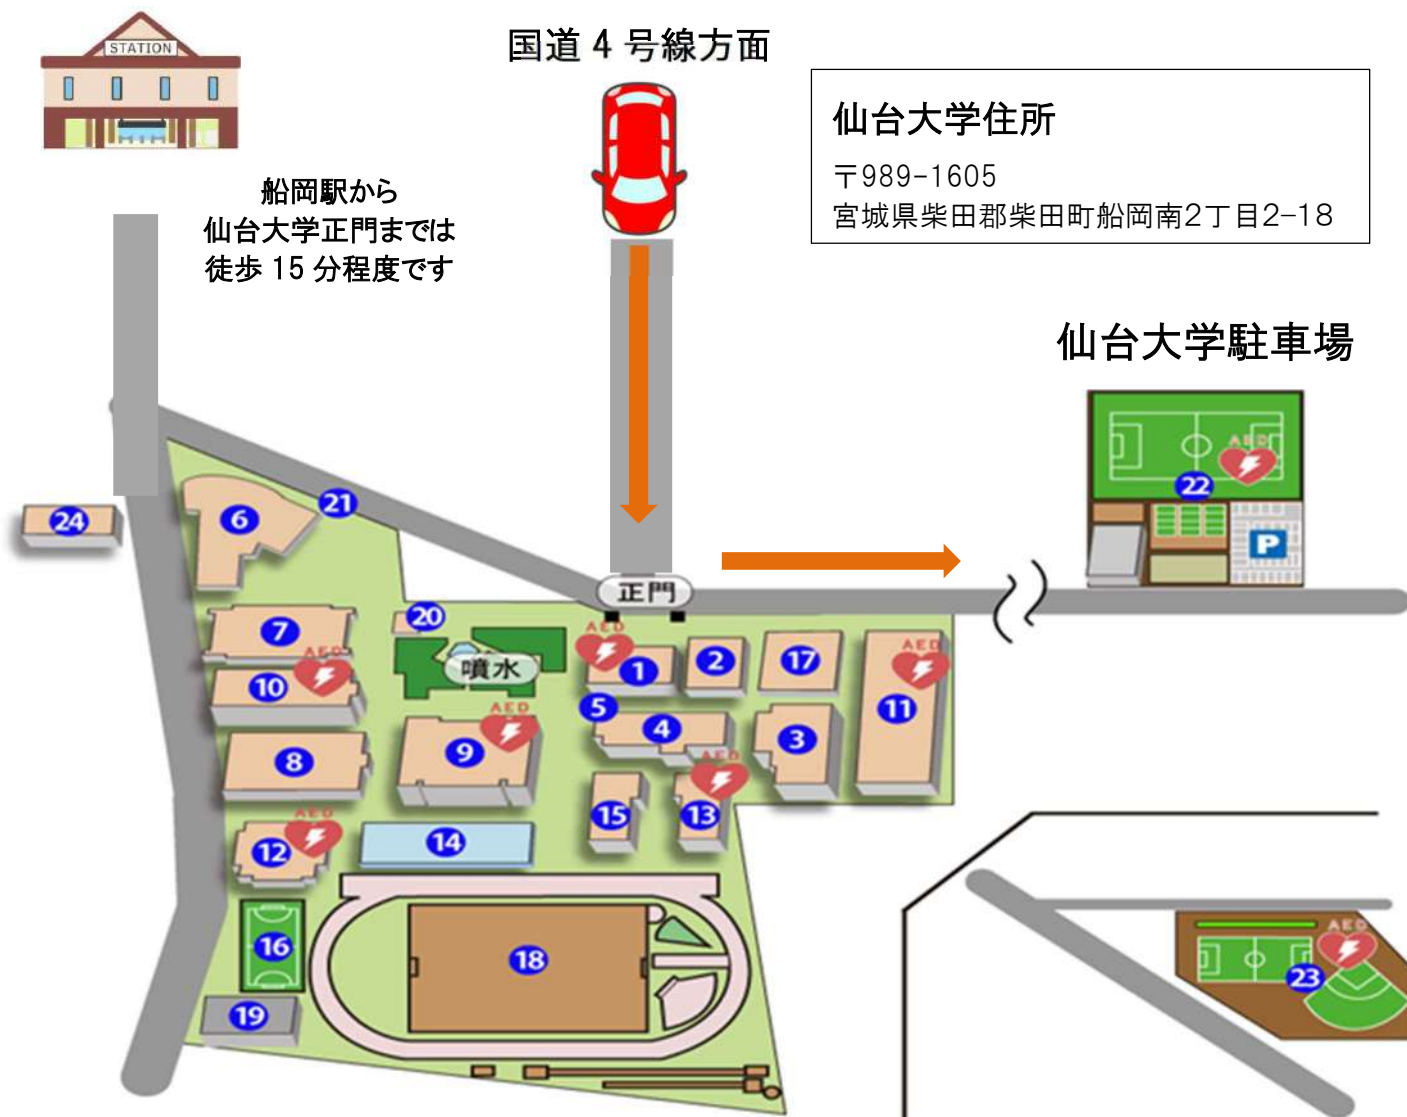 STATION
国道４号線方面
仙台大学住所
〒989-1605
宮城県柴田郡柴田町船岡南2丁目2-18
船岡駅から
仙台大学正門までは
徒歩 15 分程度です
仙台大学駐車場
AED
22
P
21
6
24
正門
20
7
AED
10
噴水
AED
1
2
17
AED
11
5
4
3
AED
9
8
AED
13
15
AED
12
14
16
18
19
AED
23